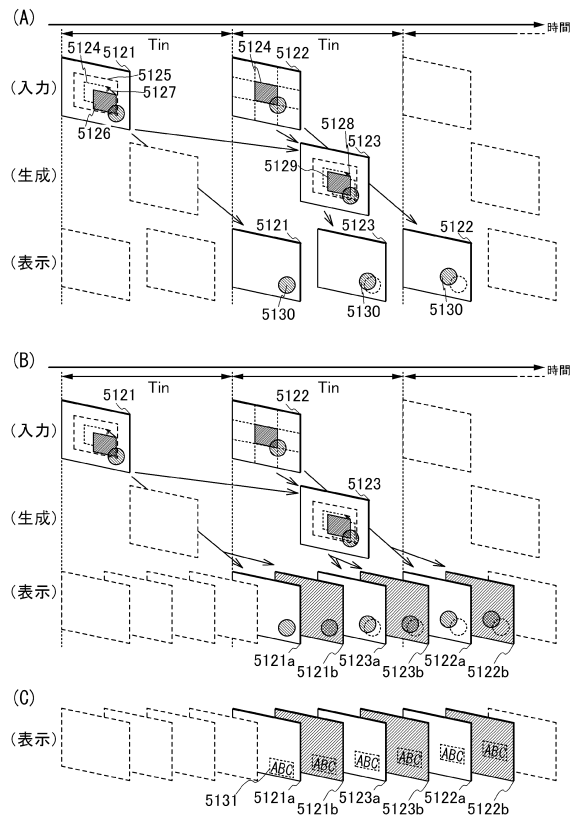 (A)
時間
Tin Tin
5124 5121 5124 5122
(入力) 5125
5127
5126 5128
5123
(生成) 5129
5121 5123 5122
(表示)
5130 5130 5130
(B)
時間
Tin Tin
5121 5122
(入力)
5123
(生成)
(表示)
5121a 5123a 5122a
5121b 5123b 5122b
(C)
(表示)
ABC ABC ABC ABC ABC ABC
5131 5121a 5123a 5122a
5121b 5123b 5122b